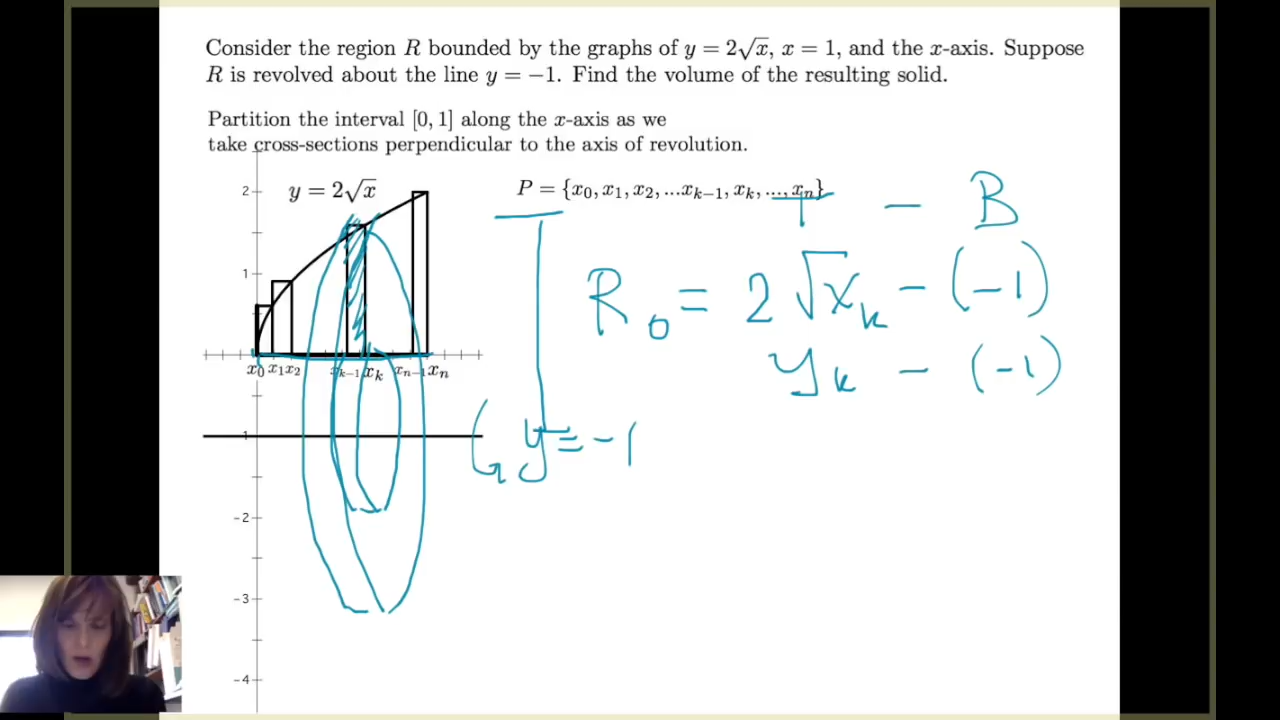 Consider the region R bounded by the graphs of y = 2√x, x = 1, and the x-axis. Suppose
R is revolved about the line y = −1. Find the volume of the resulting solid.
Partition the interval [0, 1] along the x-axis as we
take cross-sections perpendicular to the axis of revolution.
2 y = 2√x P = {x₀, x₁, x₂, ...xₖ₋₁, xₖ, ..., xₙ}
T − B
1 R₀ = 2√xₖ − (−1)
x₀ x₁ x₂ xₖ₋₁ xₖ xₙ₋₁ xₙ yₖ − (−1)
−1 y = −1
−2
−3
−4